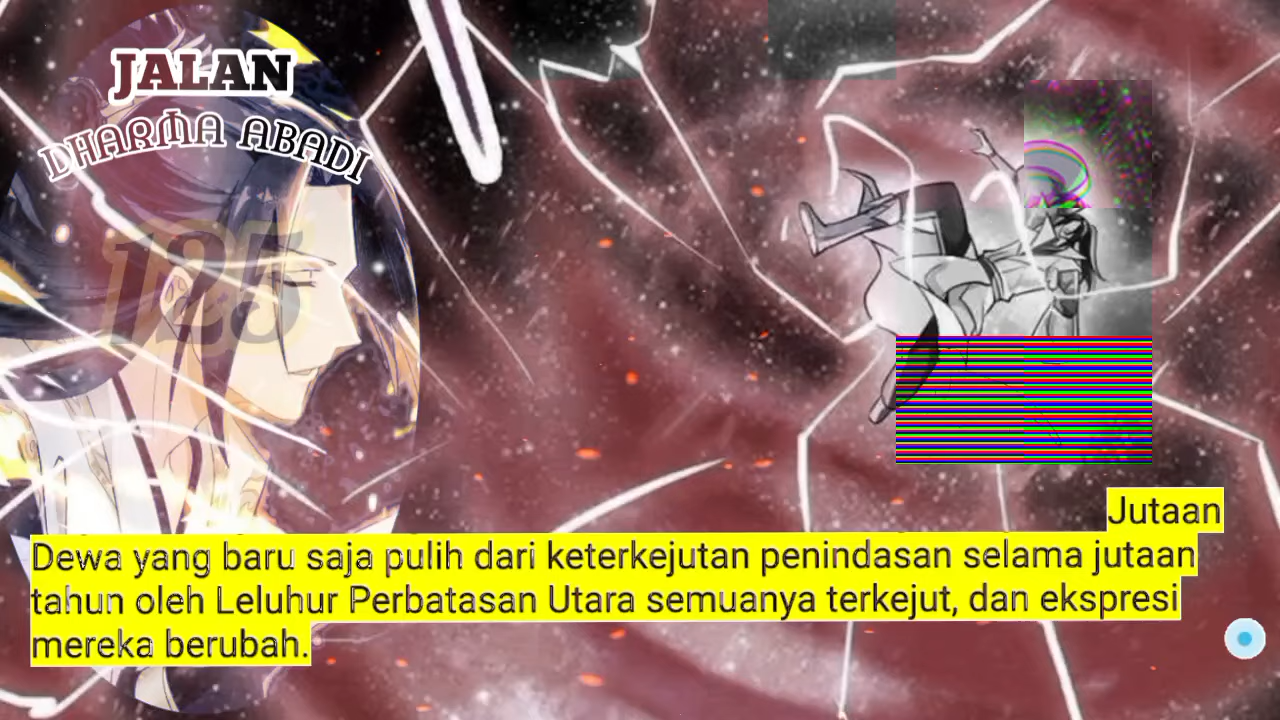 JALAN
DHARMA ABADI
125
Jutaan
Dewa yang baru saja pulih dari keterkejutan penindasan selama jutaan
tahun oleh Leluhur Perbatasan Utara semuanya terkejut, dan ekspresi
mereka berubah.